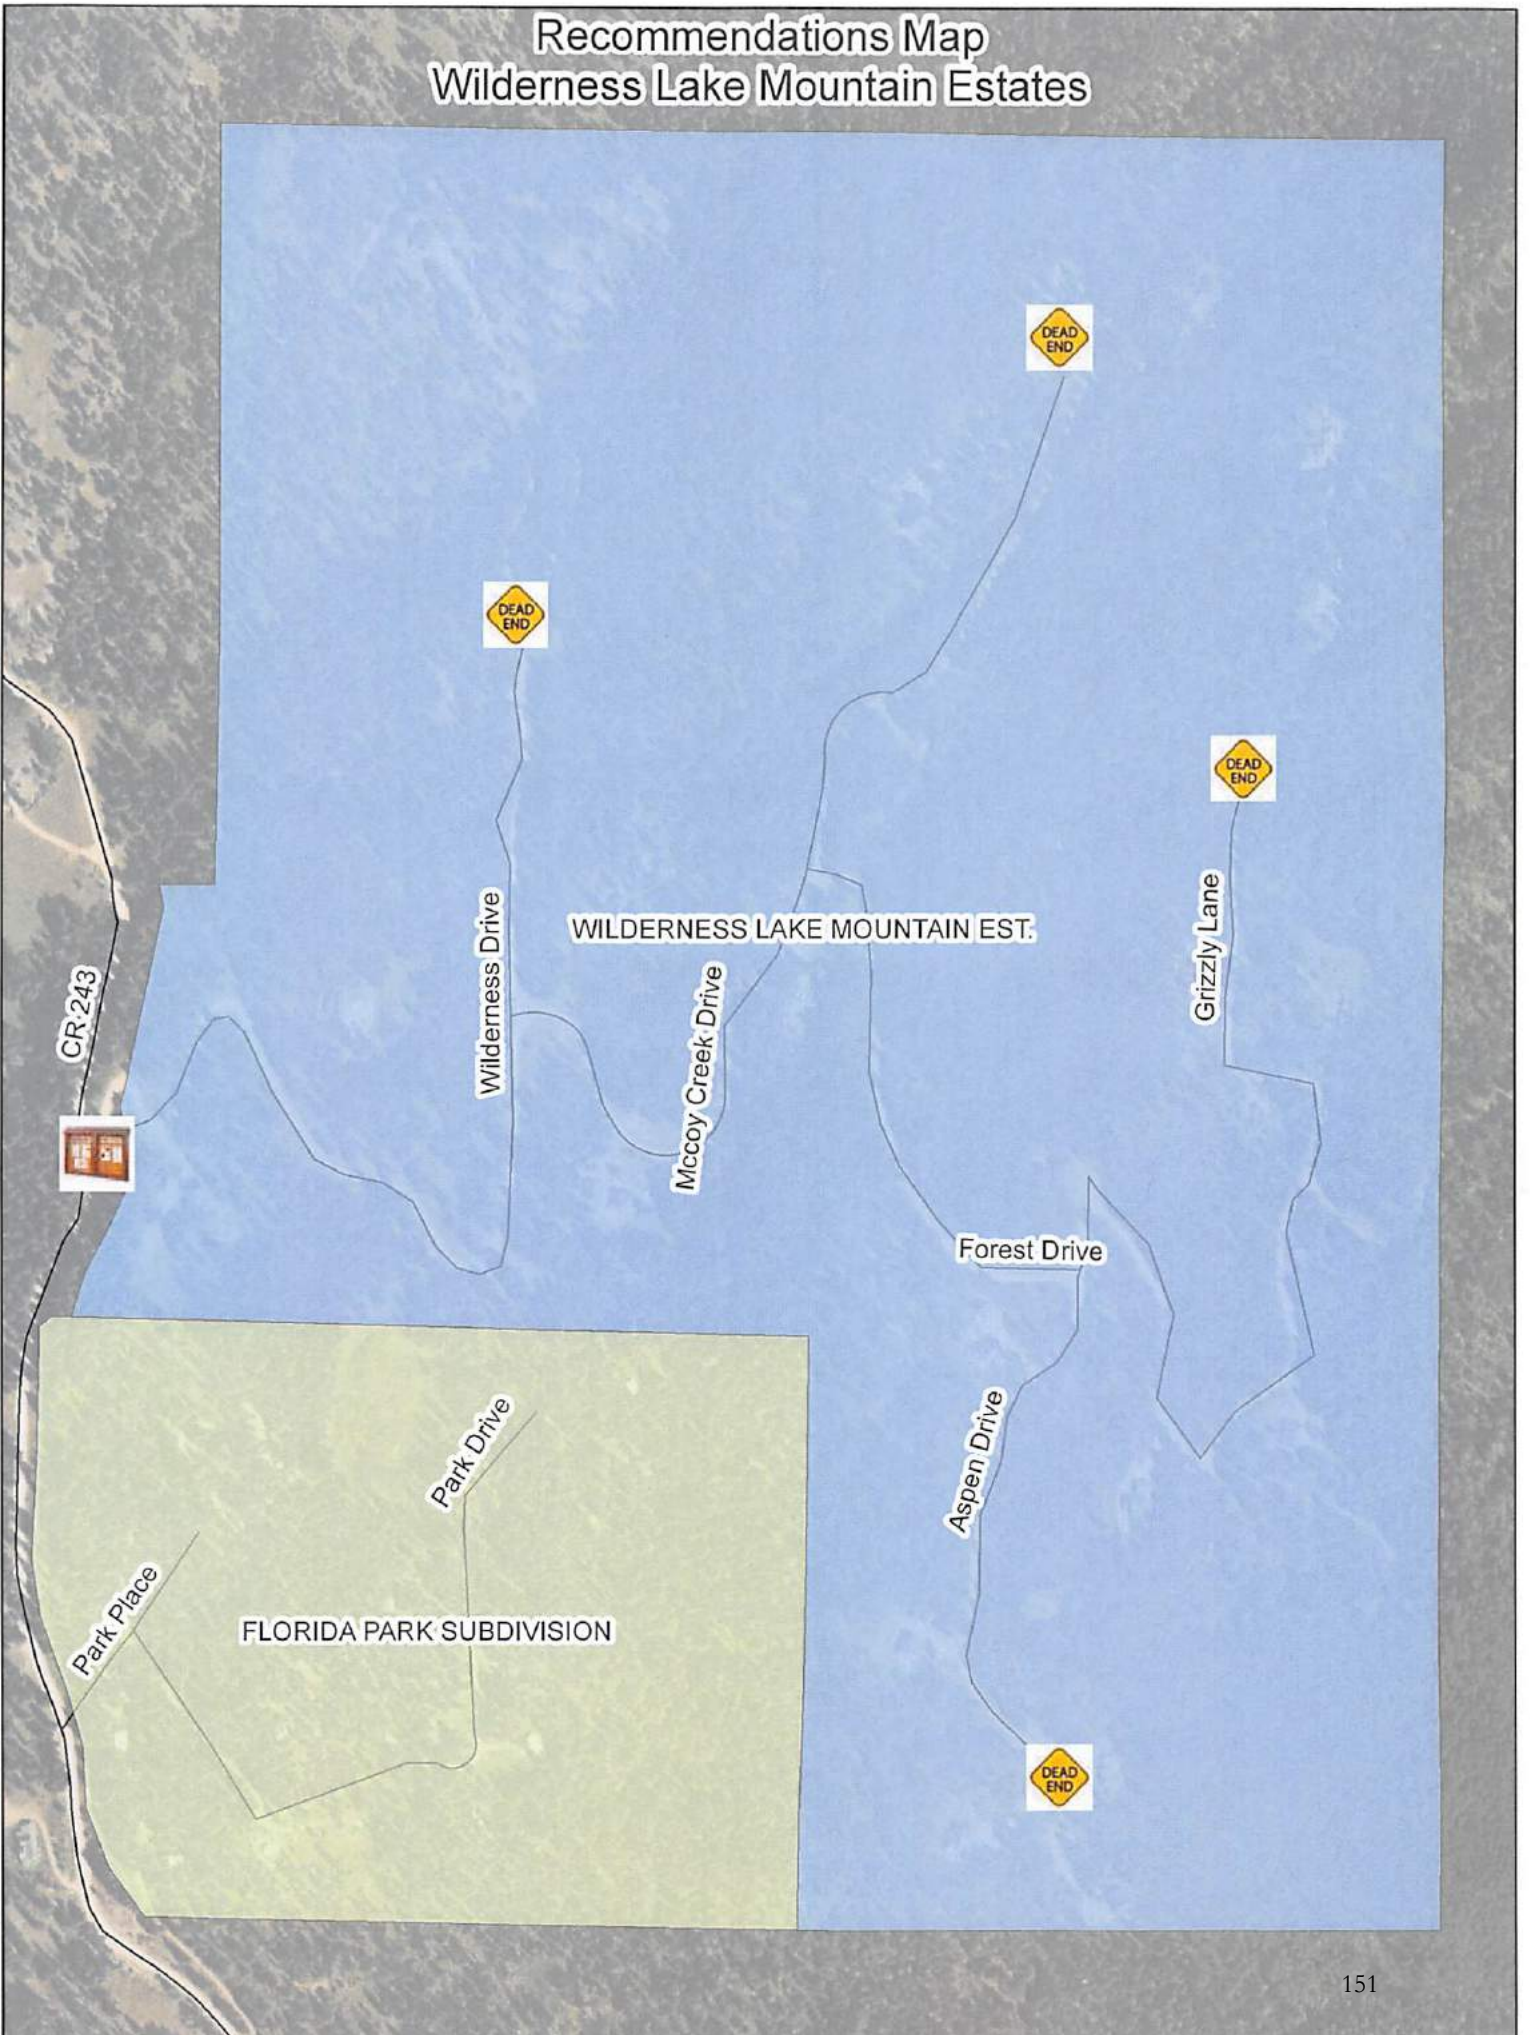 Recommendations Map
Wilderness Lake Mountain Estates
DEAD
END
DEAD
END
DEAD
END
Wilderness Drive
WILDERNESS LAKE MOUNTAIN EST.
Grizzly Lane
CR 243
Mccoy Creek Drive
Forest Drive
Aspen Drive
Park Drive
Park Place
FLORIDA PARK SUBDIVISION
DEAD
END
151